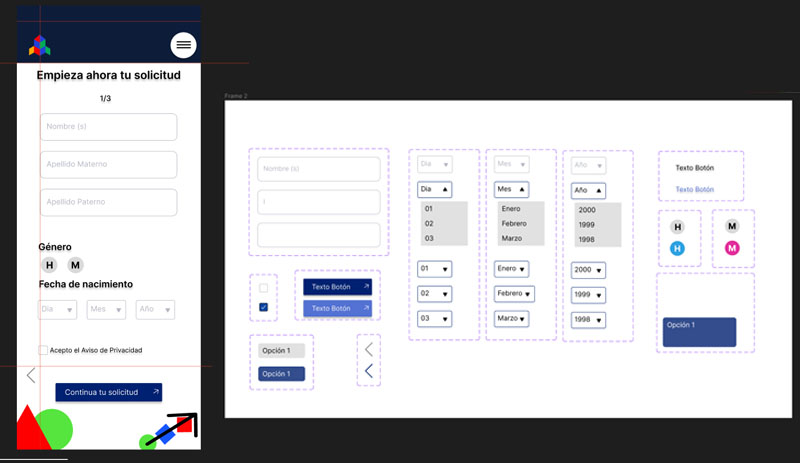 Empieza ahora tu solicitud
1/3
Nombre (s)
Apellido Materno
Apellido Paterno
Género
H M
Fecha de nacimiento
Dia Mes Año
Acepto el Aviso de Privacidad
Continua tu solicitud
Frame 2
Nombre (s)
I
Dia
Dia
01
02
03
01
02
03
Mes
Mes
Enero
Febrero
Marzo
Enero
Febrero
Marzo
Año
Año
2000
1999
1998
2000
1999
1998
Texto Botón
Texto Botón
H
H
M
M
Texto Botón
Texto Botón
Opción 1
Opción 1
Opción 1